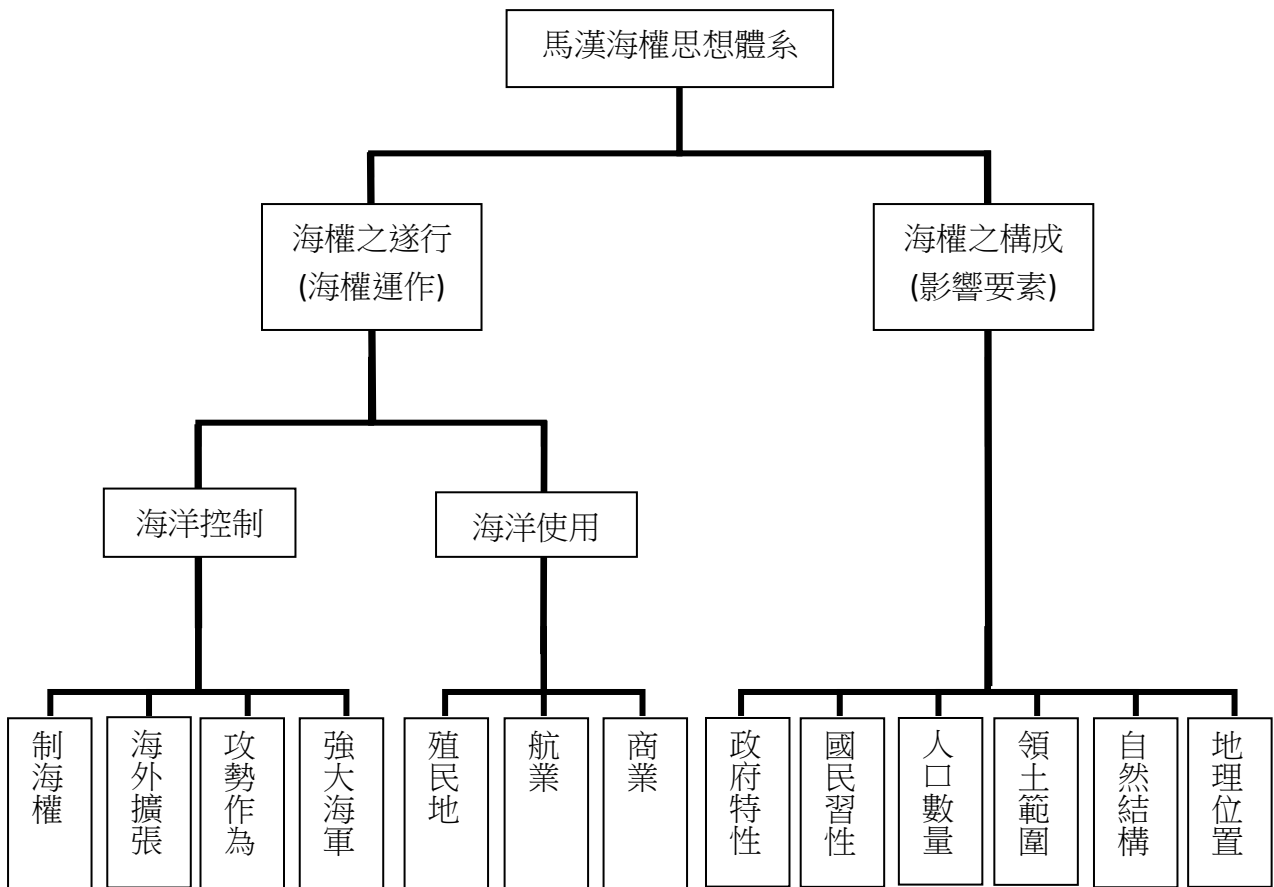 馬漢海權思想體系
海權之遂行
(海權運作)
海權之構成
(影響要素)
海洋控制
海洋使用
制海權
海外擴張
攻勢作為
強大海軍
殖民地
航業
商業
政府特性
國民習性
人口數量
領土範圍
自然結構
地理位置